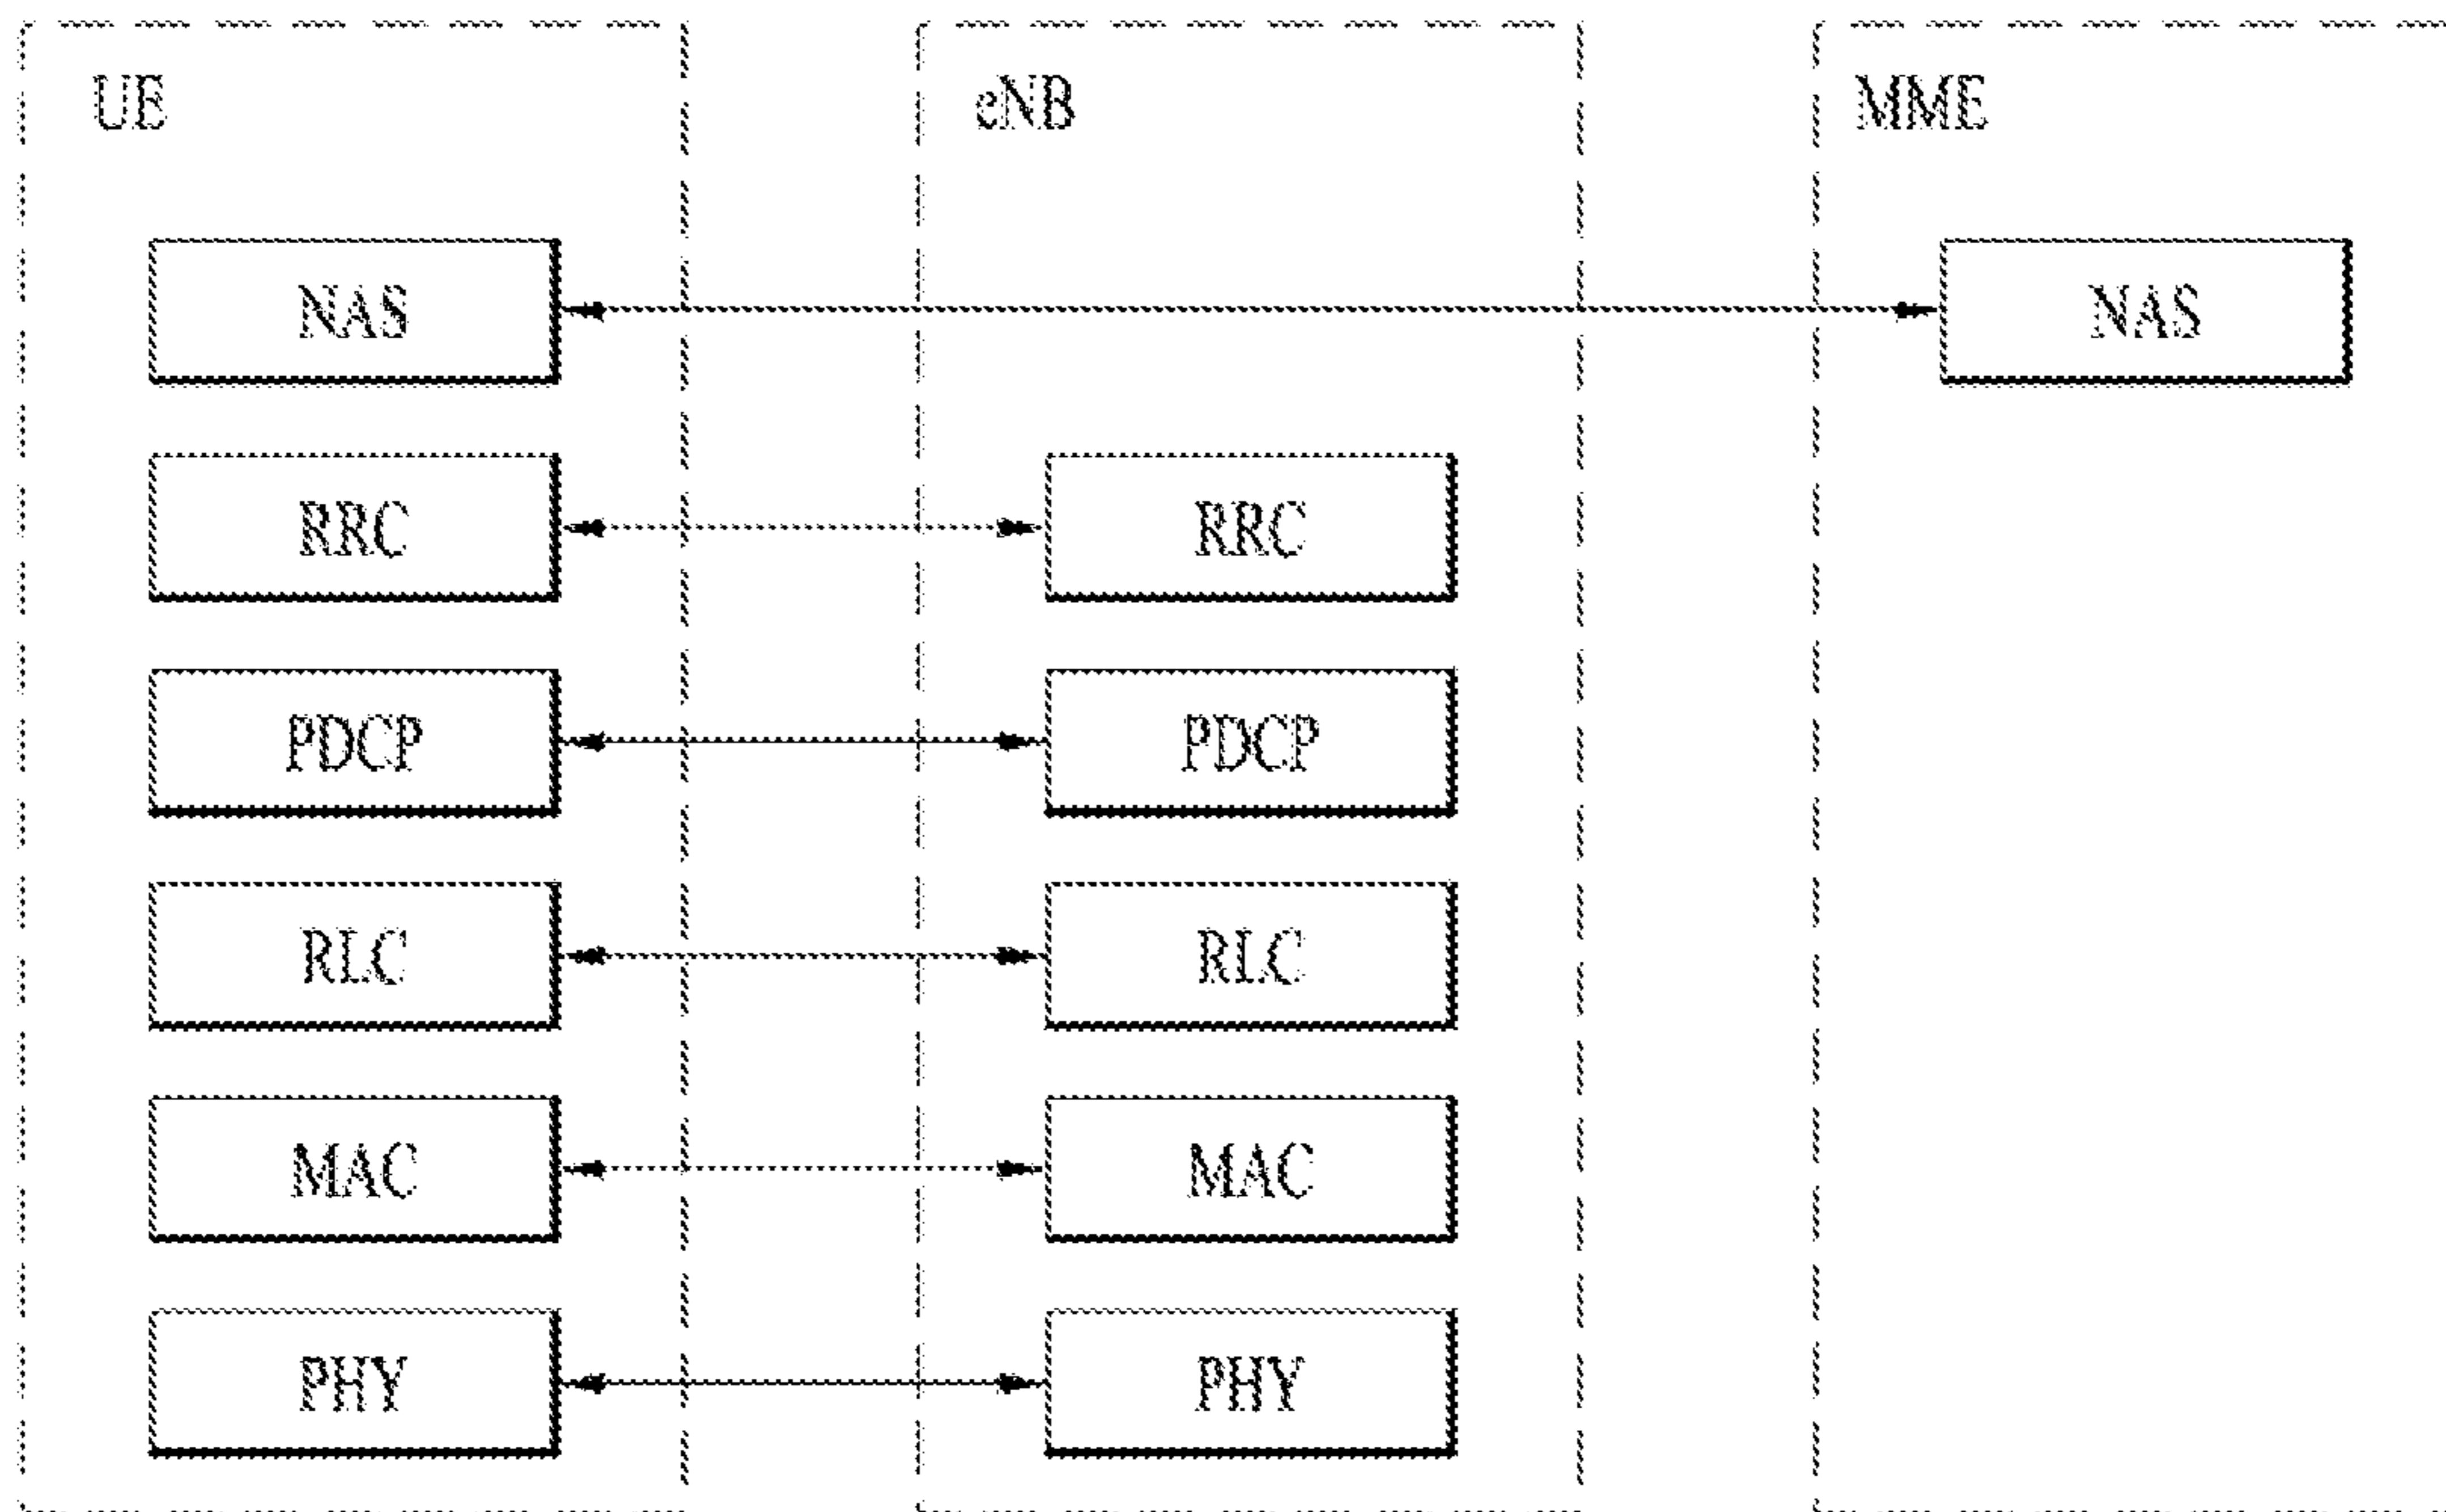 UE eNB MME
NAS NAS
RRC RRC
PDCP PDCP
RLC RLC
MAC MAC
PHY PHY